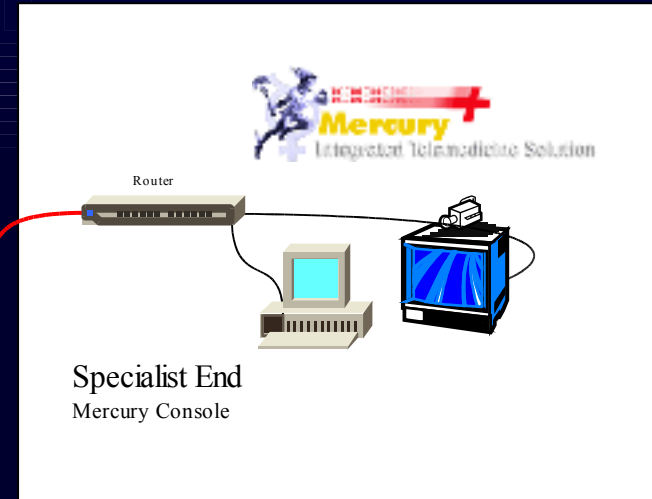 Mercury
Integrated Telemedicine Solution
Router
Specialist End
Mercury Console